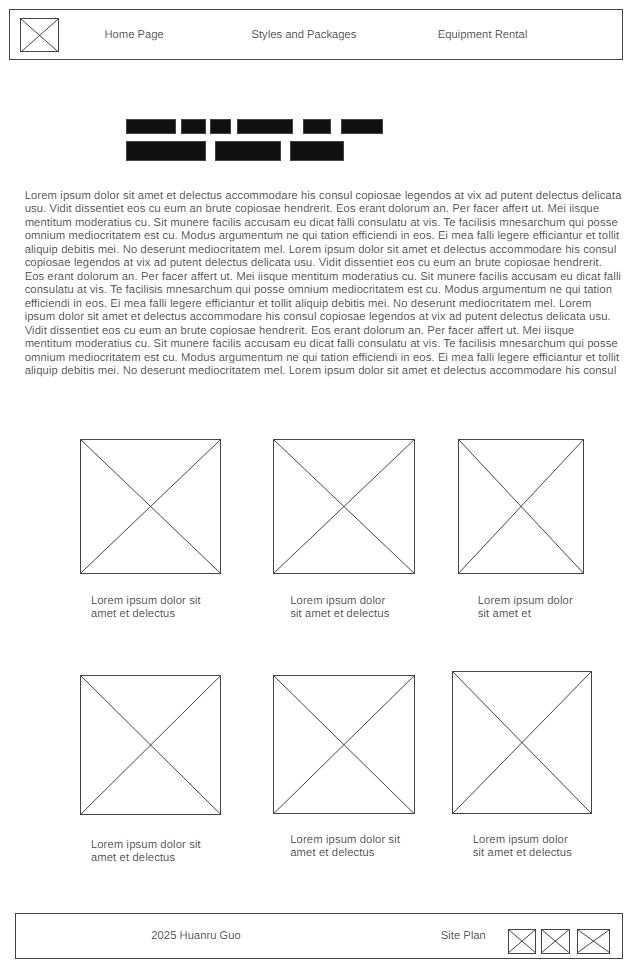 Home Page Styles and Packages Equipment Rental
Lorem ipsum dolor sit amet et delectus accommodare his consul copiosae legendos at vix ad putent delectus delicata
usu. Vidit dissentiet eos cu eum an brute copiosae hendrerit. Eos erant dolorum an. Per facer affert ut. Mei iisque
mentitum moderatius cu. Sit munere facilis accusam eu dicat falli consulatu at vis. Te facilisis mnesarchum qui posse
omnium mediocritatem est cu. Modus argumentum ne qui tation efficiendi in eos. Ei mea falli legere efficiantur et tollit
aliquip debitis mei. No deserunt mediocritatem mel. Lorem ipsum dolor sit amet et delectus accommodare his consul
copiosae legendos at vix ad putent delectus delicata usu. Vidit dissentiet eos cu eum an brute copiosae hendrerit.
Eos erant dolorum an. Per facer affert ut. Mei iisque mentitum moderatius cu. Sit munere facilis accusam eu dicat falli
consulatu at vis. Te facilisis mnesarchum qui posse omnium mediocritatem est cu. Modus argumentum ne qui tation
efficiendi in eos. Ei mea falli legere efficiantur et tollit aliquip debitis mei. No deserunt mediocritatem mel. Lorem
ipsum dolor sit amet et delectus accommodare his consul copiosae legendos at vix ad putent delectus delicata usu.
Vidit dissentiet eos cu eum an brute copiosae hendrerit. Eos erant dolorum an. Per facer affert ut. Mei iisque
mentitum moderatius cu. Sit munere facilis accusam eu dicat falli consulatu at vis. Te facilisis mnesarchum qui posse
omnium mediocritatem est cu. Modus argumentum ne qui tation efficiendi in eos. Ei mea falli legere efficiantur et tollit
aliquip debitis mei. No deserunt mediocritatem mel. Lorem ipsum dolor sit amet et delectus accommodare his consul
Lorem ipsum dolor sit
amet et delectus
Lorem ipsum dolor
sit amet et delectus
Lorem ipsum dolor
sit amet et
Lorem ipsum dolor sit
amet et delectus
Lorem ipsum dolor sit
amet et delectus
Lorem ipsum dolor
sit amet et delectus
2025 Huanru Guo Site Plan